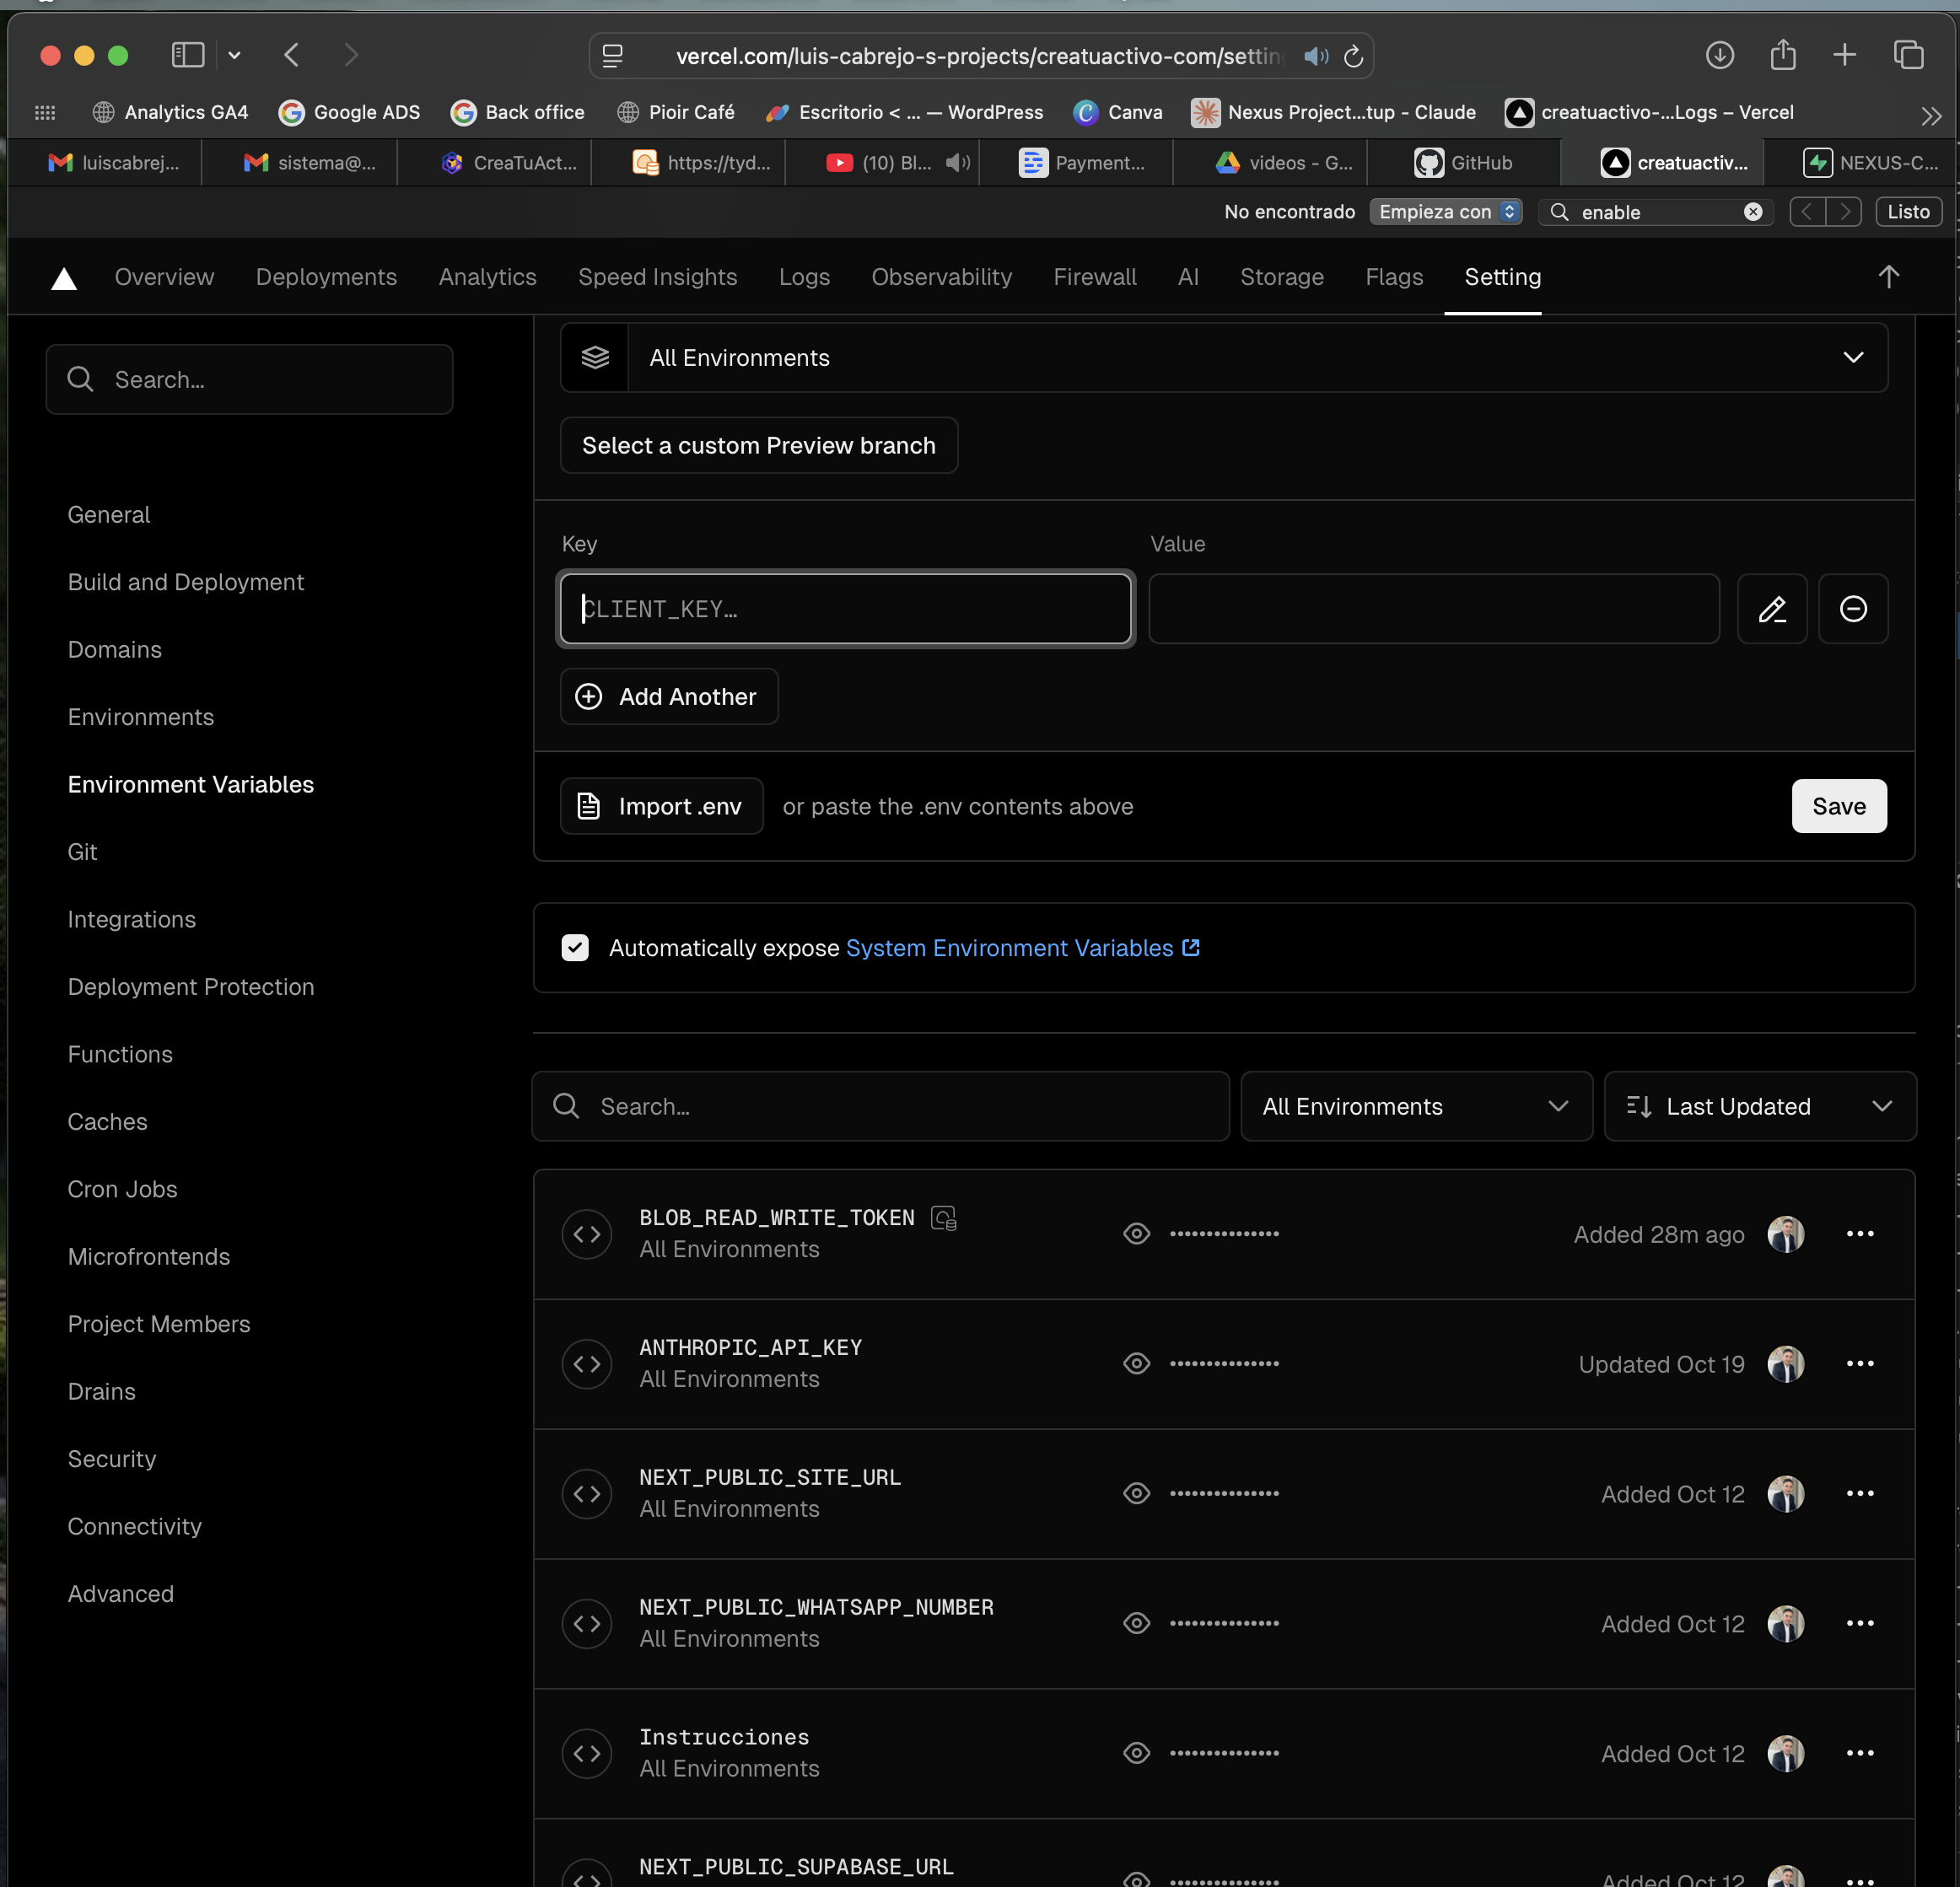 vercel.com/luis-cabrejo-s-projects/creatuactivo-com/settin
Analytics GA4
Google ADS
Back office
Pioir Café
Escritorio < ... — WordPress
Canva
Nexus Project...tup - Claude
creatuactivo-...Logs – Vercel
luiscabrej...
sistema@...
CreaTuAct...
https://tyd...
(10) Bl...
Payment...
videos - G...
GitHub
creatuactiv...
NEXUS-C...
No encontrado
Empieza con
enable
Listo
Overview
Deployments
Analytics
Speed Insights
Logs
Observability
Firewall
AI
Storage
Flags
Setting
Search...
General
Build and Deployment
Domains
Environments
Environment Variables
Git
Integrations
Deployment Protection
Functions
Caches
Cron Jobs
Microfrontends
Project Members
Drains
Security
Connectivity
Advanced
All Environments
Select a custom Preview branch
Key
Value
CLIENT_KEY...
Add Another
Import .env
or paste the .env contents above
Save
Automatically expose System Environment Variables
Search...
All Environments
Last Updated
BLOB_READ_WRITE_TOKEN
All Environments
Added 28m ago
ANTHROPIC_API_KEY
All Environments
Updated Oct 19
NEXT_PUBLIC_SITE_URL
All Environments
Added Oct 12
NEXT_PUBLIC_WHATSAPP_NUMBER
All Environments
Added Oct 12
Instrucciones
All Environments
Added Oct 12
NEXT_PUBLIC_SUPABASE_URL
Added Oct 12